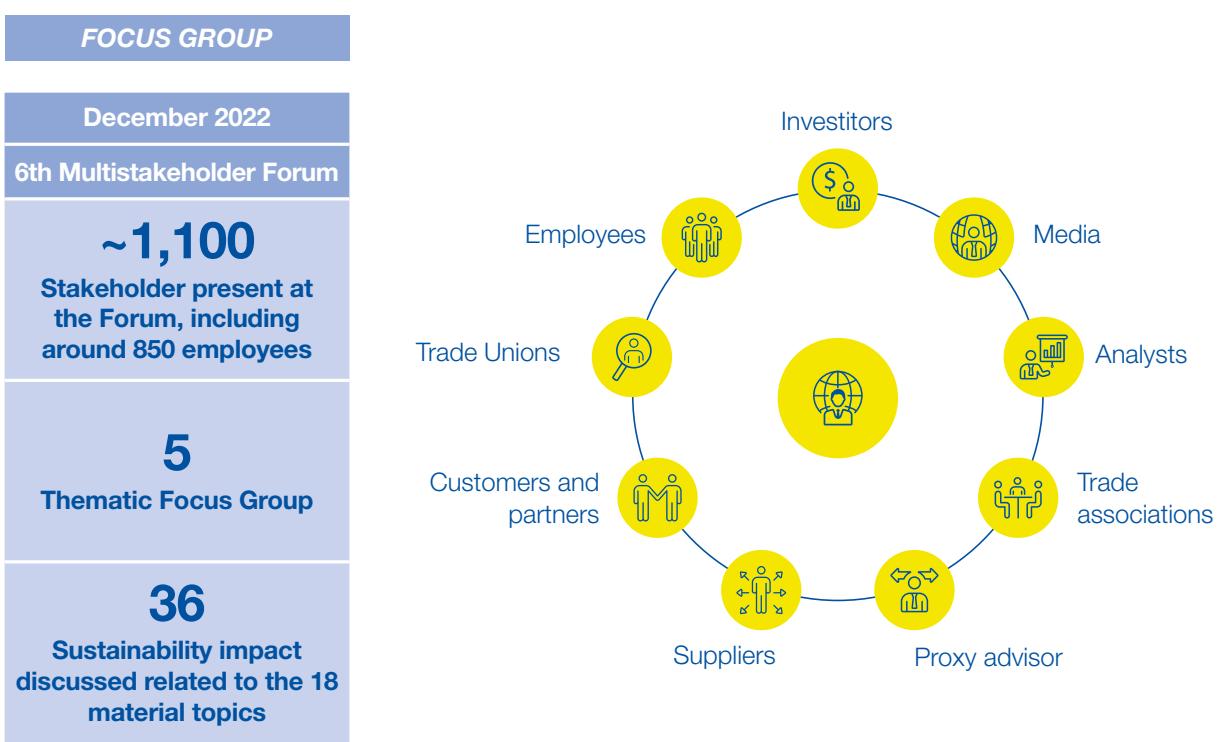 FOCUS GROUP
December 2022
6th Multistakeholder Forum
~1,100
Stakeholder present at
the Forum, including
around 850 employees
5
Thematic Focus Group
36
Sustainability impact
discussed related to the 18
material topics
Investitors
$
Employees
Media
Trade Unions
Analysts
Customers and
partners
Trade
associations
Suppliers
Proxy advisor